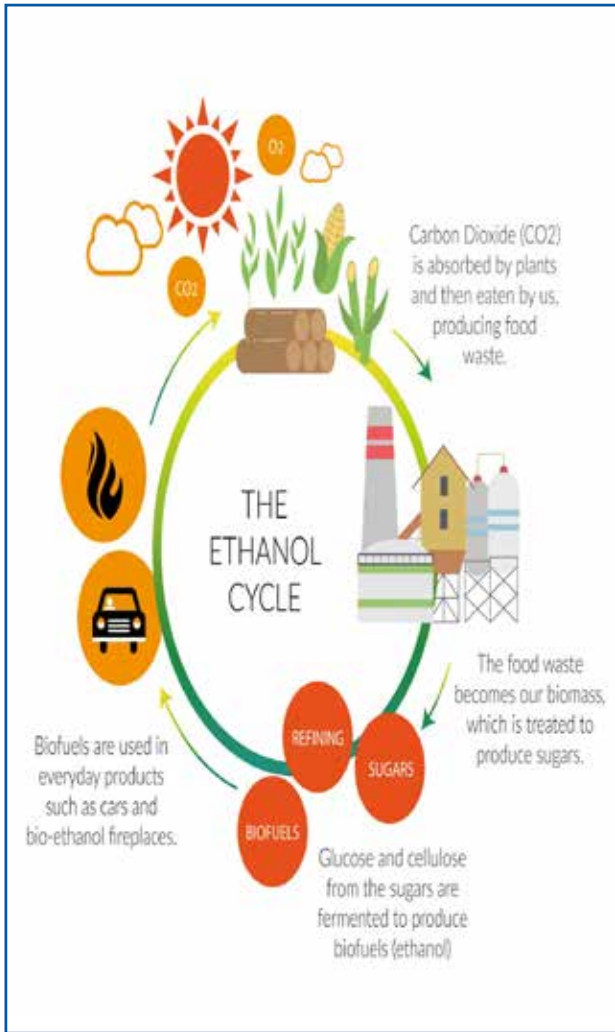 O2
CO2
Carbon Dioxide (CO2)
is absorbed by plants
and then eaten by us,
producing food
waste.
THE
ETHANOL
CYCLE
The food waste
becomes our biomass,
which is treated to
produce sugars.
REFINING
SUGARS
BIOFUELS
Biofuels are used in
everyday products
such as cars and
bio-ethanol fireplaces.
Glucose and cellulose
from the sugars are
fermented to produce
biofuels (ethanol)